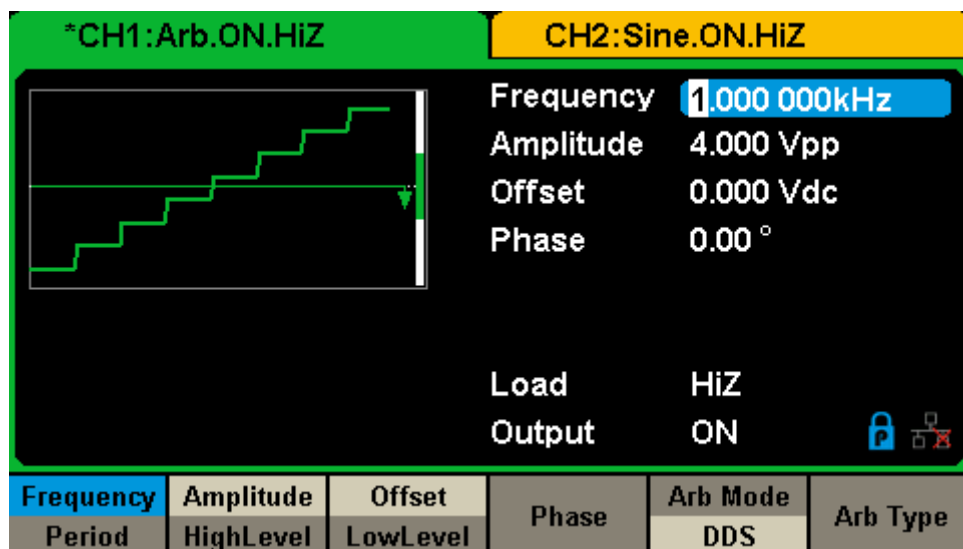 *CH1:Arb.ON.HiZ CH2:Sine.ON.HiZ
Frequency 1.000 000kHz
Amplitude 4.000 Vpp
Offset 0.000 Vdc
Phase 0.00 °
Load HiZ
Output ON
Frequency Amplitude Offset Phase Arb Mode Arb Type
Period HighLevel LowLevel DDS